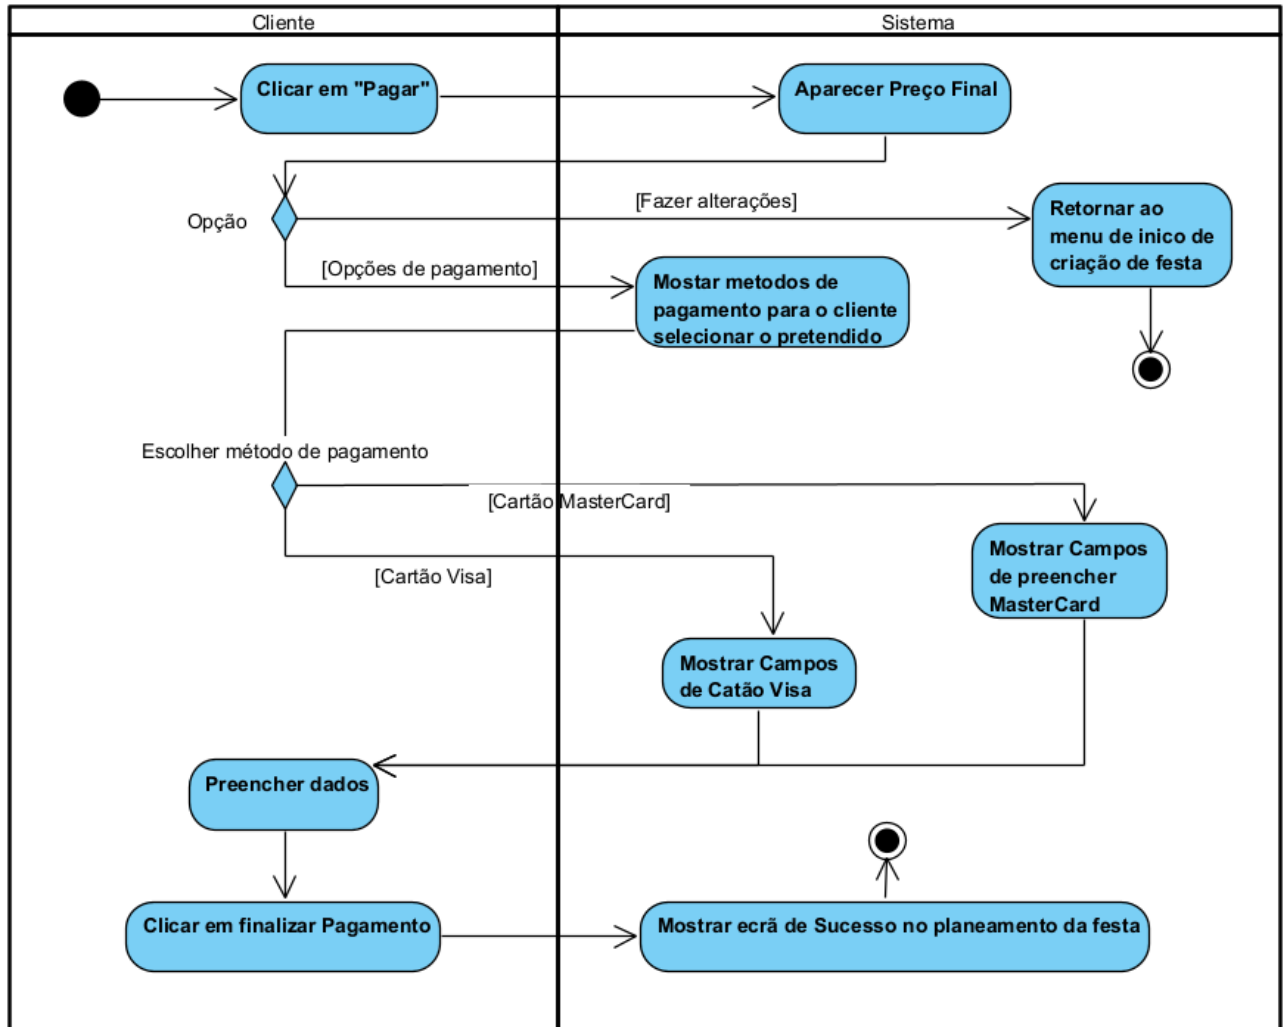 Cliente
Sistema
Clicar em "Pagar"
Aparecer Preço Final
Opção
[Fazer alterações]
Retornar ao
menu de inico de
criação de festa
[Opções de pagamento]
Mostar metodos de
pagamento para o cliente
selecionar o pretendido
Escolher método de pagamento
[Cartão MasterCard]
Mostrar Campos
de preencher
MasterCard
[Cartão Visa]
Mostrar Campos
de Catão Visa
Preencher dados
Clicar em finalizar Pagamento
Mostrar ecrã de Sucesso no planeamento da festa